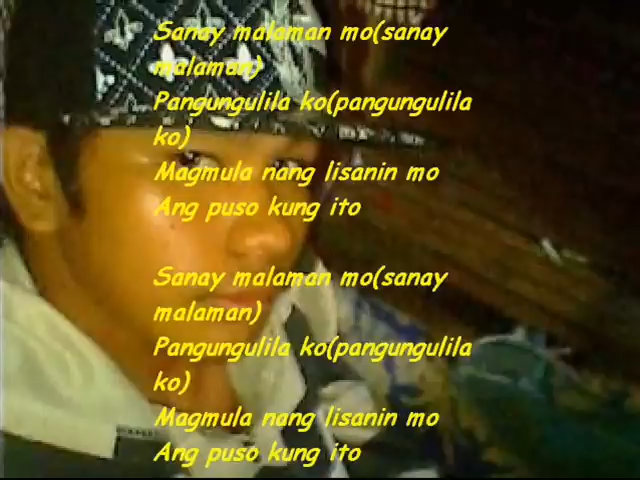 Sanay malaman mo(sanay
malaman)
Pangungulila ko(pangungulila
ko)
Magmula nang lisanin mo
Ang puso kung ito
Sanay malaman mo(sanay
malaman)
Pangungulila ko(pangungulila
ko)
Magmula nang lisanin mo
Ang puso kung ito